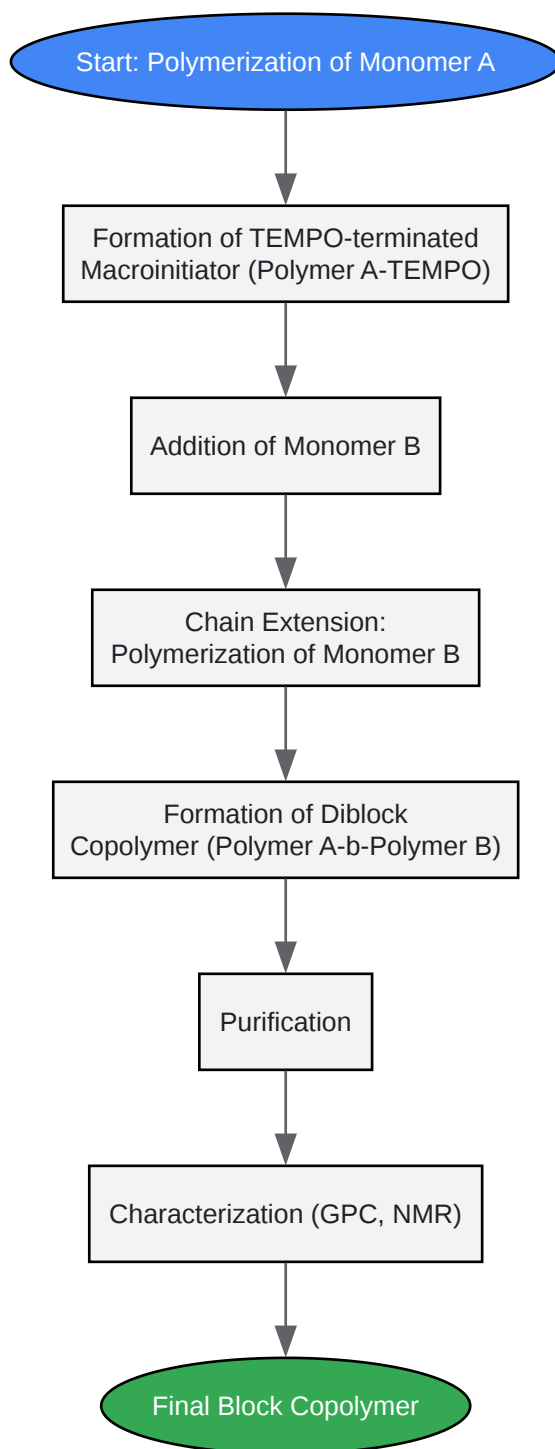 Start: Polymerization of Monomer A
Formation of TEMPO-terminated
Macroinitiator (Polymer A-TEMPO)
Addition of Monomer B
Chain Extension:
Polymerization of Monomer B
Formation of Diblock
Copolymer (Polymer A-b-Polymer B)
Purification
Characterization (GPC, NMR)
Final Block Copolymer